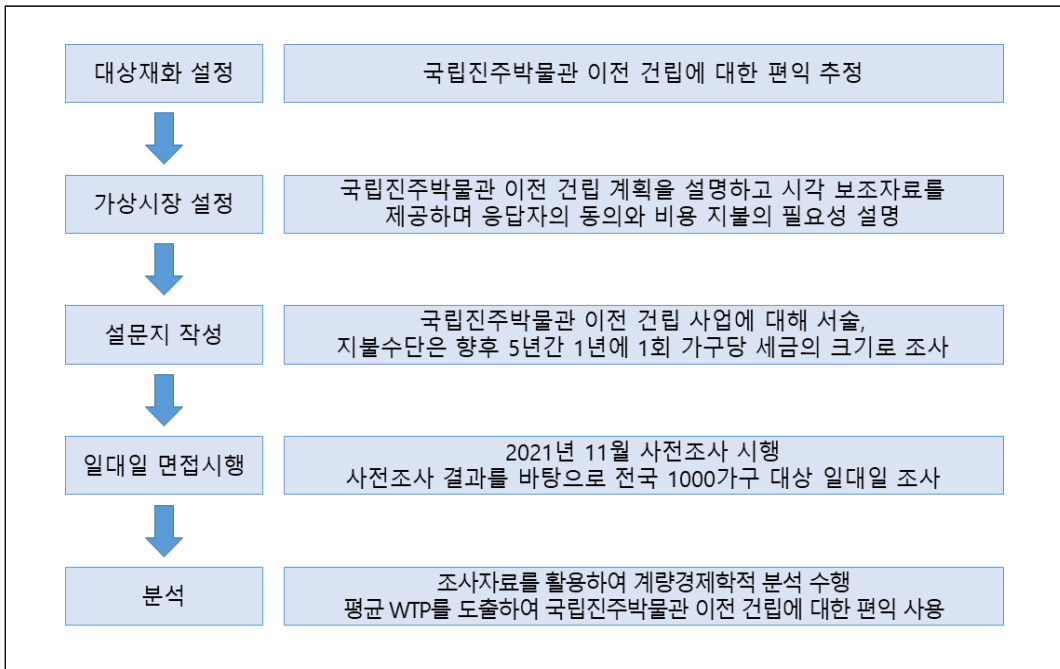 대상재화 설정
국립진주박물관 이전 건립에 대한 편익 추정
가상시장 설정
국립진주박물관 이전 건립 계획을 설명하고 시각 보조자료를
제공하며 응답자의 동의와 비용 지불의 필요성 설명
설문지 작성
국립진주박물관 이전 건립 사업에 대해 서술,
지불수단은 향후 5년간 1년에 1회 가구당 세금의 크기로 조사
일대일 면접시행
2021년 11월 사전조사 시행
사전조사 결과를 바탕으로 전국 1000가구 대상 일대일 조사
분석
조사자료를 활용하여 계량경제학적 분석 수행
평균 WTP를 도출하여 국립진주박물관 이전 건립에 대한 편익 사용